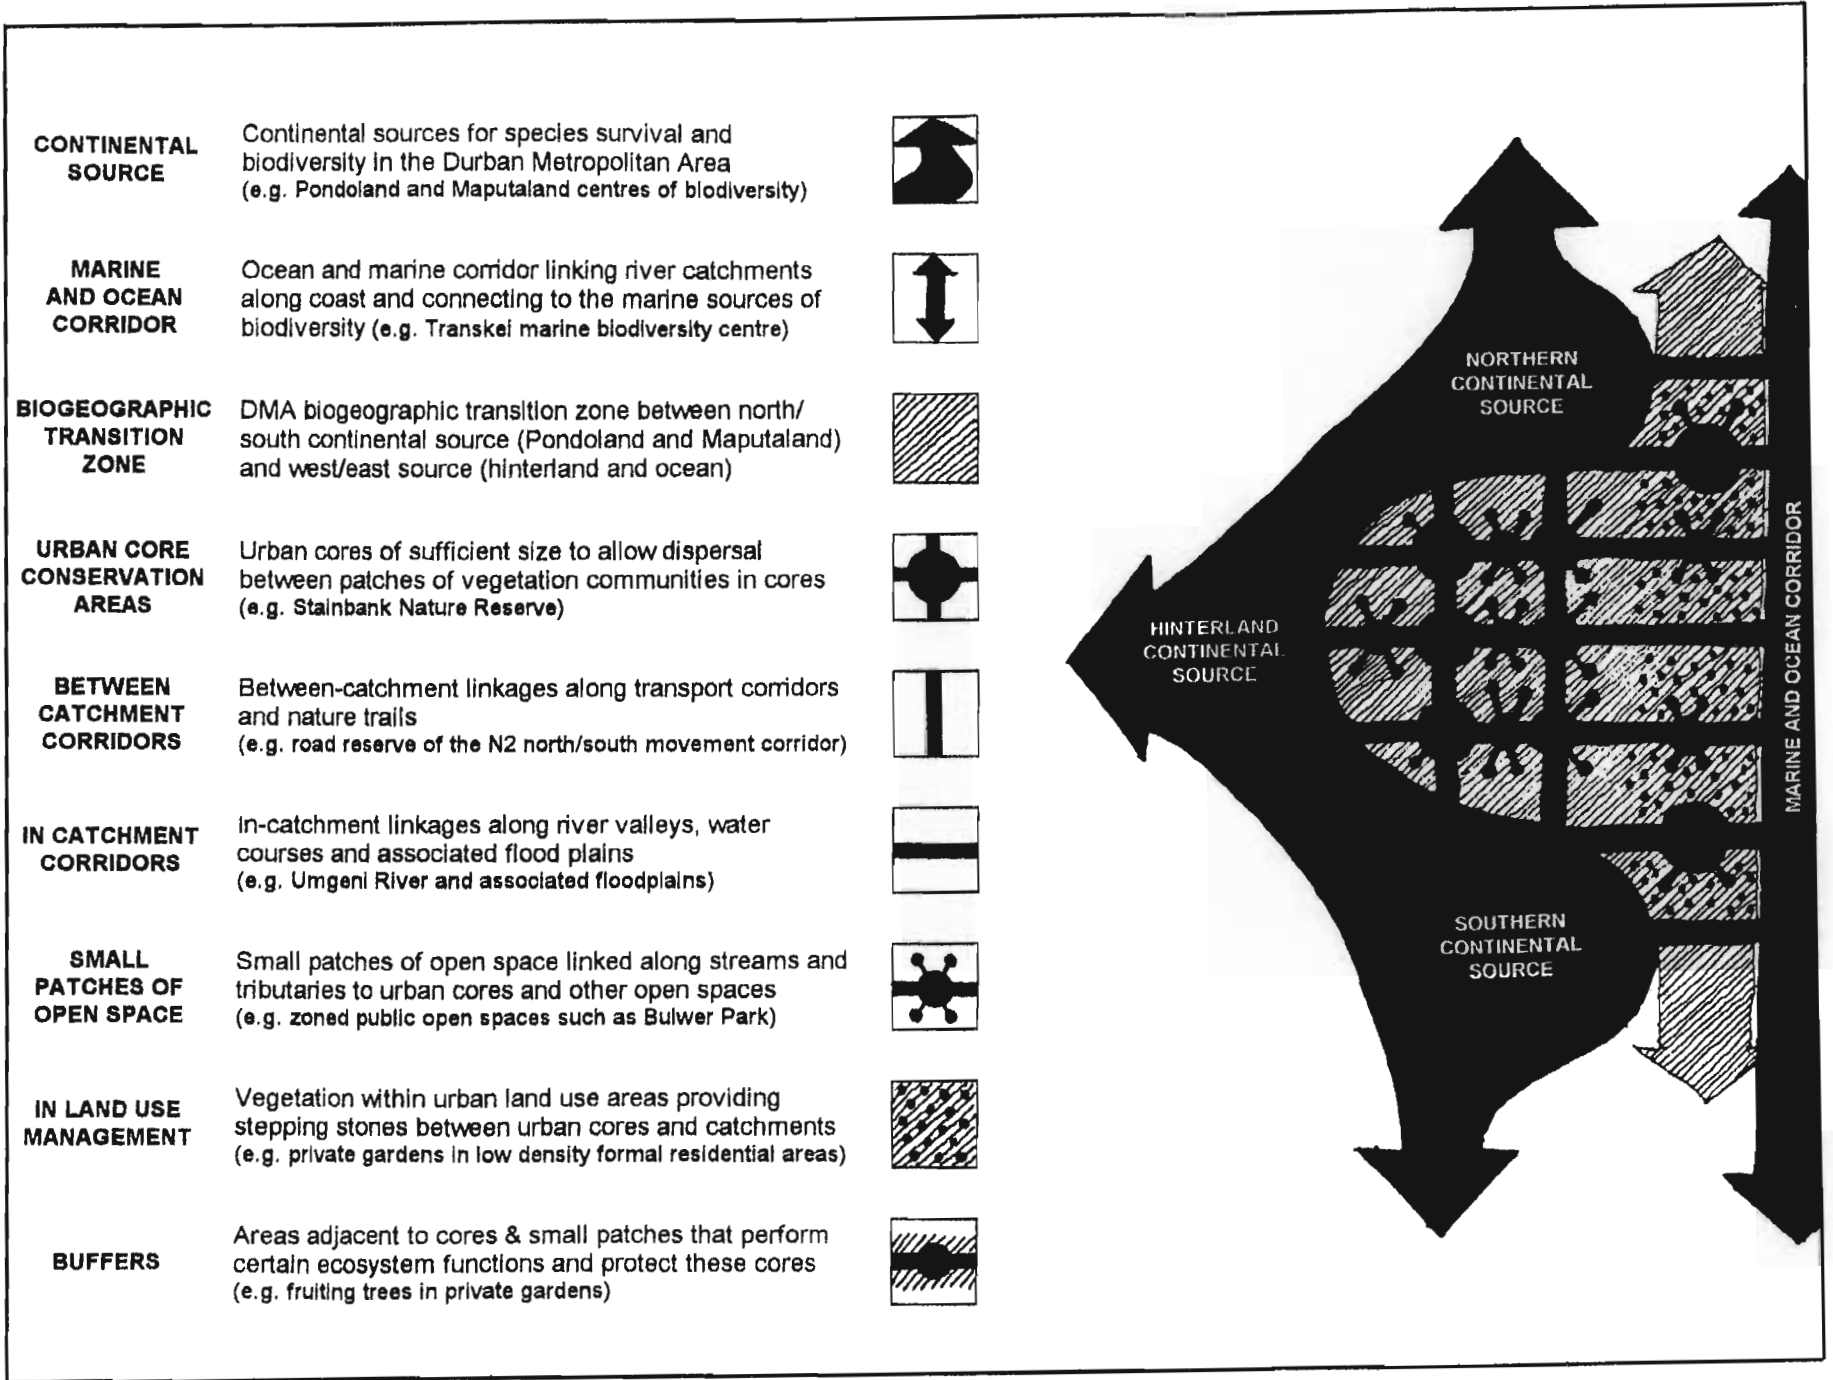 CONTINENTAL
SOURCE
Continental sources for species survival and
biodiversity in the Durban Metropolitan Area
(e.g. Pondoland and Maputaland centres of biodiversity)
MARINE
AND OCEAN
CORRIDOR
Ocean and marine corridor linking river catchments
along coast and connecting to the marine sources of
biodiversity (e.g. Transkei marine biodiversity centre)
BIOGEOGRAPHIC
TRANSITION
ZONE
DMA biogeographic transition zone between north/
south continental source (Pondoland and Maputaland)
and west/east source (hinterland and ocean)
URBAN CORE
CONSERVATION
AREAS
Urban cores of sufficient size to allow dispersal
between patches of vegetation communities in cores
(e.g. Stainbank Nature Reserve)
BETWEEN
CATCHMENT
CORRIDORS
Between-catchment linkages along transport corridors
and nature trails
(e.g. road reserve of the N2 north/south movement corridor)
IN CATCHMENT
CORRIDORS
In-catchment linkages along river valleys, water
courses and associated flood plains
(e.g. Umgeni River and associated floodplains)
SMALL
PATCHES OF
OPEN SPACE
Small patches of open space linked along streams and
tributaries to urban cores and other open spaces
(e.g. zoned public open spaces such as Bulwer Park)
IN LAND USE
MANAGEMENT
Vegetation within urban land use areas providing
stepping stones between urban cores and catchments
(e.g. private gardens in low density formal residential areas)
BUFFERS
Areas adjacent to cores & small patches that perform
certain ecosystem functions and protect these cores
(e.g. fruiting trees in private gardens)
NORTHERN
CONTINENTAL
SOURCE
HINTERLAND
CONTINENTAL
SOURCE
SOUTHERN
CONTINENTAL
SOURCE
MARINE AND OCEAN CORRIDOR